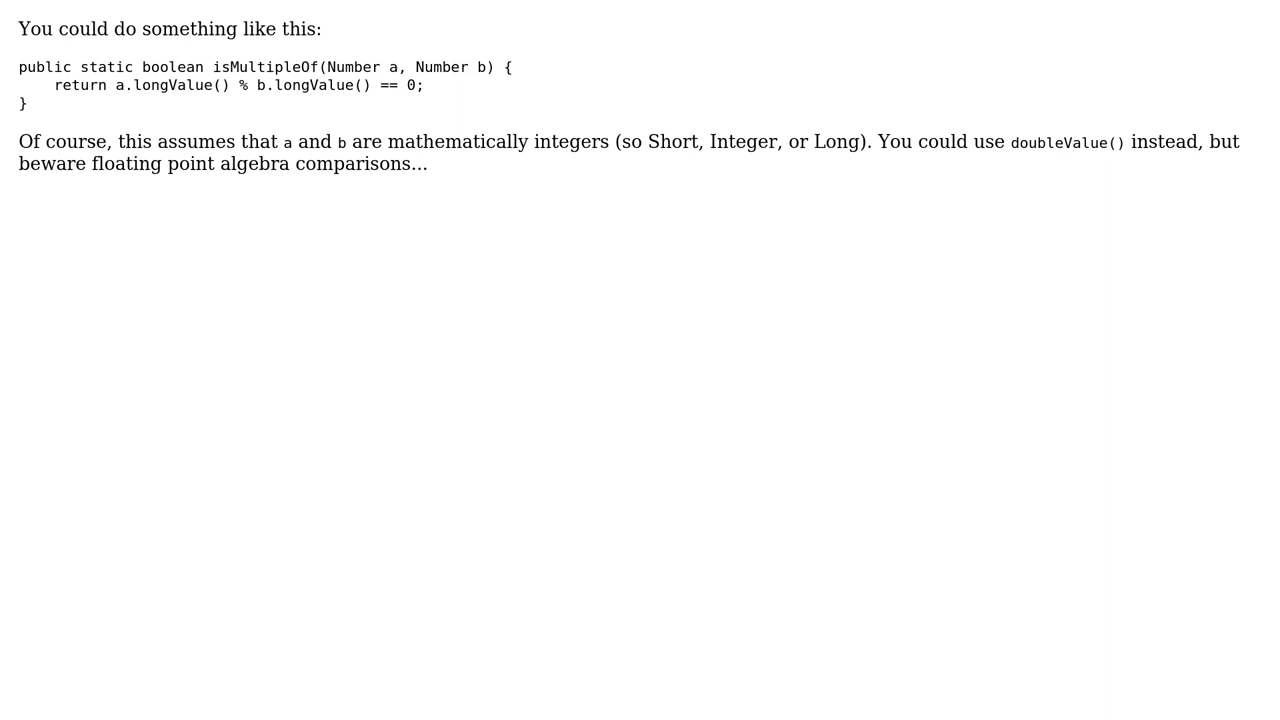 You could do something like this:
public static boolean isMultipleOf(Number a, Number b) {
    return a.longValue() % b.longValue() == 0;
}
Of course, this assumes that a and b are mathematically integers (so Short, Integer, or Long). You could use doubleValue() instead, but
beware floating point algebra comparisons...